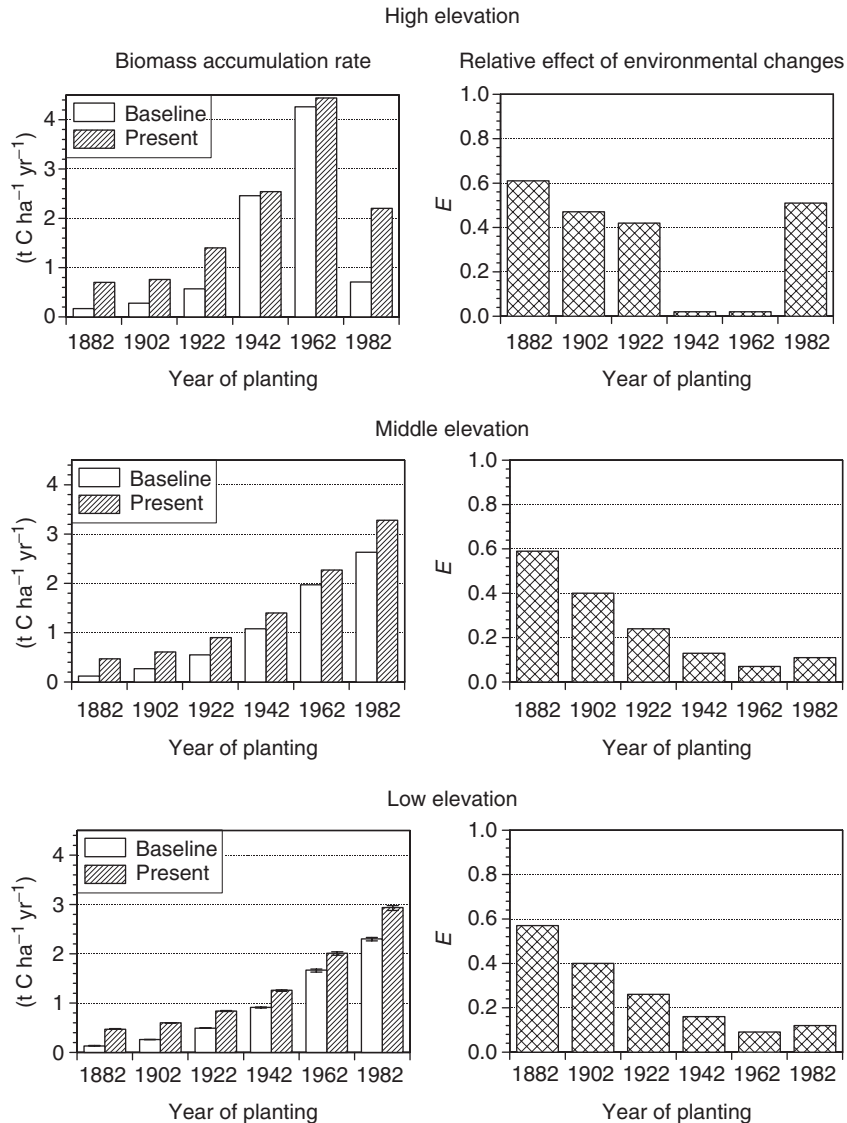 High elevation
Biomass accumulation rate
Relative effect of environmental changes
(t C ha⁻¹ yr⁻¹)
4
3
2
1
0
Baseline
Present
1882 1902 1922 1942 1962 1982
Year of planting
E
1.0
0.8
0.6
0.4
0.2
0.0
1882 1902 1922 1942 1962 1982
Year of planting
Middle elevation
(t C ha⁻¹ yr⁻¹)
4
3
2
1
0
Baseline
Present
1882 1902 1922 1942 1962 1982
Year of planting
E
1.0
0.8
0.6
0.4
0.2
0.0
1882 1902 1922 1942 1962 1982
Year of planting
Low elevation
(t C ha⁻¹ yr⁻¹)
4
3
2
1
0
Baseline
Present
1882 1902 1922 1942 1962 1982
Year of planting
E
1.0
0.8
0.6
0.4
0.2
0.0
1882 1902 1922 1942 1962 1982
Year of planting